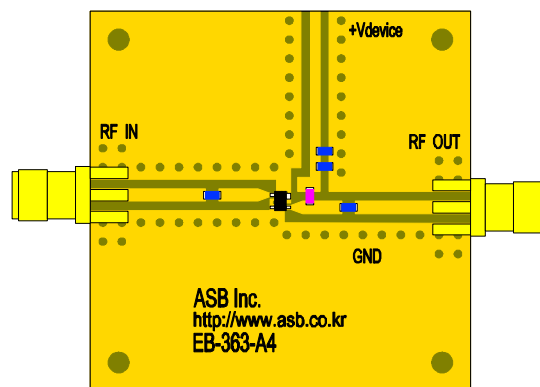 +Vdevice
RF IN
RF OUT
GND
ASB Inc.
http://www.asb.co.kr
EB-363-A4